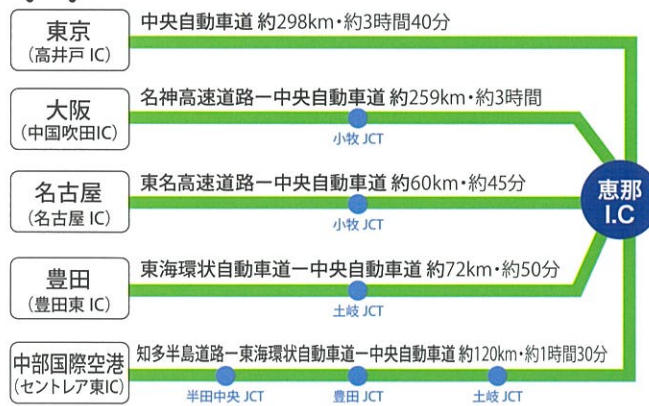 東京
(高井戸 IC)
中央自動車道 約298km・約3時間40分
大阪
(中国吹田IC)
名神高速道路ー中央自動車道 約259km・約3時間
小牧 JCT
名古屋
(名古屋 IC)
東名高速道路ー中央自動車道 約60km・約45分
小牧 JCT
恵那
I.C
豊田
(豊田東 IC)
東海環状自動車道ー中央自動車道 約72km・約50分
土岐 JCT
中部国際空港
(セントレア東IC)
知多半島道路ー東海環状自動車道ー中央自動車道 約120km・約1時間30分
半田中央 JCT
豊田 JCT
土岐 JCT